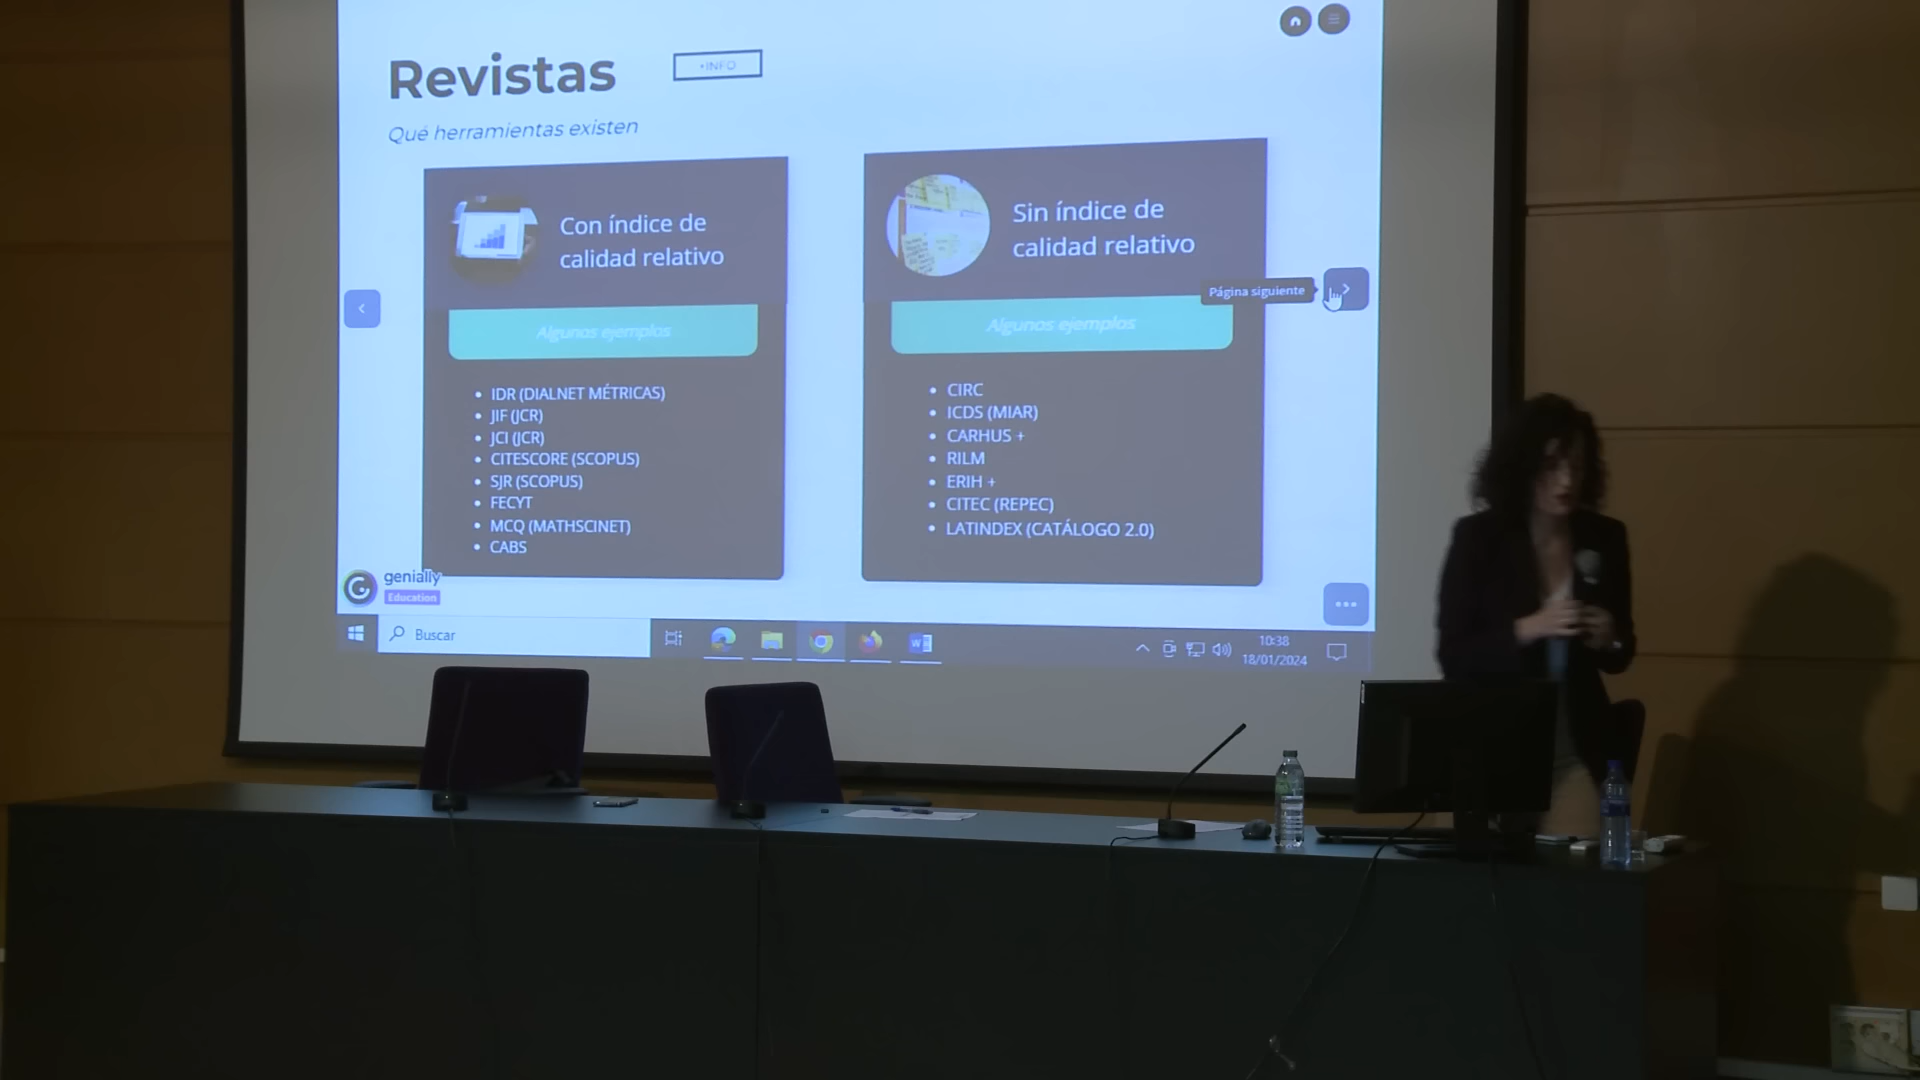 Revistas
+INFO
Qué herramientas existen
Con índice de
calidad relativo
Algunos ejemplos
• IDR (DIALNET MÉTRICAS)
• JIF (JCR)
• JCI (JCR)
• CITESCORE (SCOPUS)
• SJR (SCOPUS)
• FECYT
• MCQ (MATHSCINET)
• CABS
Sin índice de
calidad relativo
Algunos ejemplos
• CIRC
• ICDS (MIAR)
• CARHUS +
• RILM
• ERIH +
• CITEC (REPEC)
• LATINDEX (CATÁLOGO 2.0)
Página siguiente
genially
Education
Buscar
10:38
18/01/2024